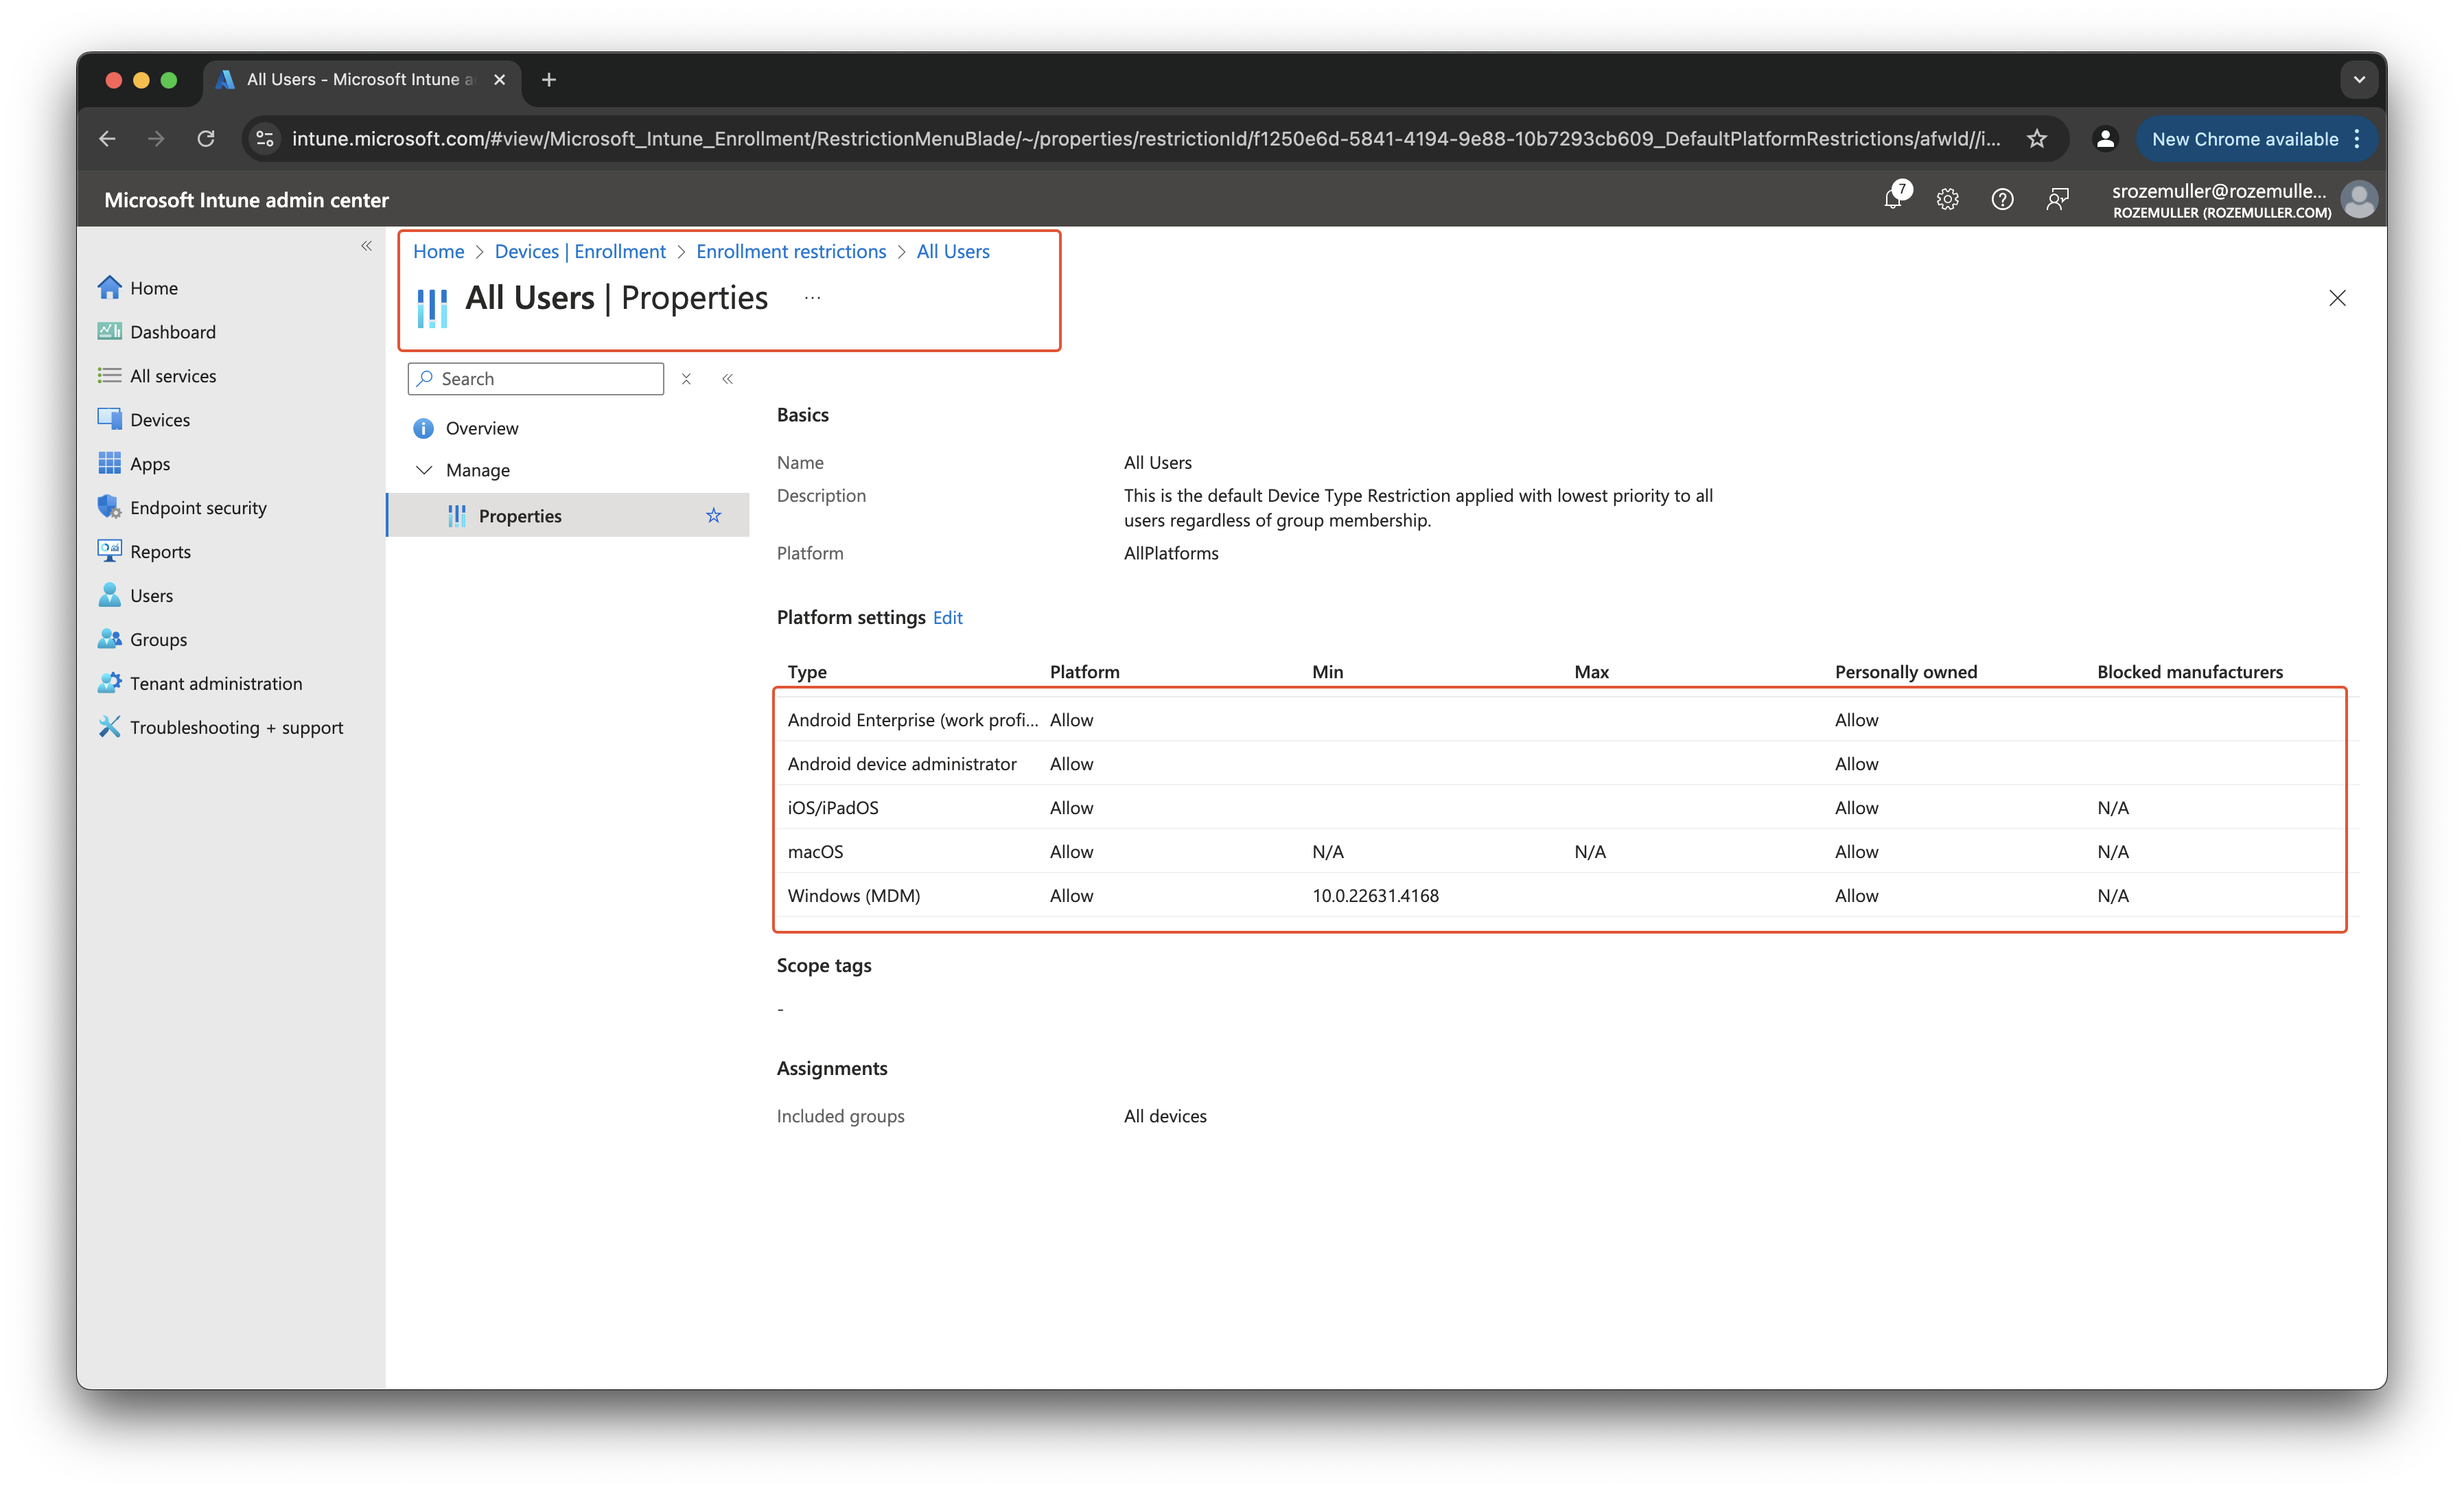 All Users - Microsoft Intune a
intune.microsoft.com/#view/Microsoft_Intune_Enrollment/RestrictionMenuBlade/~/properties/restrictionId/f1250e6d-5841-4194-9e88-10b7293cb609_DefaultPlatformRestrictions/afwId//i...
New Chrome available
Microsoft Intune admin center
7
srozemuller@rozemulle...
ROZEMULLER (ROZEMULLER.COM)
Home
Dashboard
All services
Devices
Apps
Endpoint security
Reports
Users
Groups
Tenant administration
Troubleshooting + support
Home > Devices | Enrollment > Enrollment restrictions > All Users
All Users | Properties ...
Search
Overview
Manage
Properties
Basics
Name All Users
Description This is the default Device Type Restriction applied with lowest priority to all
users regardless of group membership.
Platform AllPlatforms
Platform settings Edit
Type Platform Min Max Personally owned Blocked manufacturers
Android Enterprise (work profi... Allow Allow
Android device administrator Allow Allow
iOS/iPadOS Allow Allow N/A
macOS Allow N/A N/A Allow N/A
Windows (MDM) Allow 10.0.22631.4168 Allow N/A
Scope tags
-
Assignments
Included groups All devices